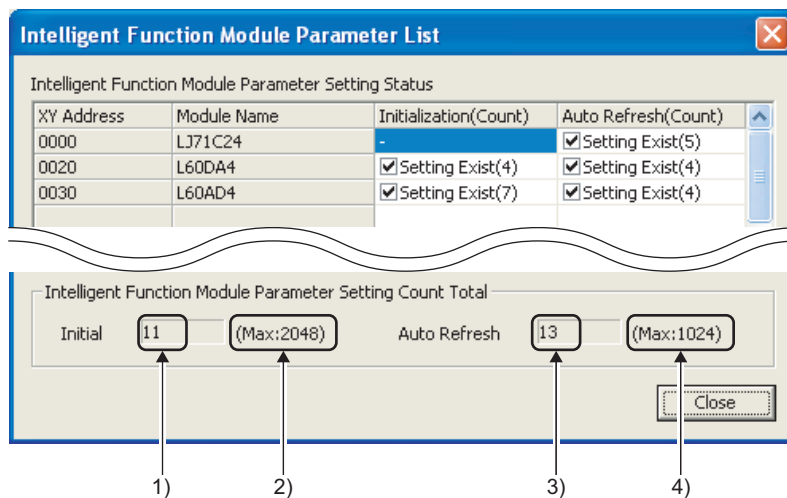 Intelligent Function Module Parameter List
Intelligent Function Module Parameter Setting Status
XY Address Module Name Initialization(Count) Auto Refresh(Count)
0000 LJ71C24 - Setting Exist(5)
0020 L60DA4 Setting Exist(4) Setting Exist(4)
0030 L60AD4 Setting Exist(7) Setting Exist(4)
Intelligent Function Module Parameter Setting Count Total
Initial 11 (Max:2048) Auto Refresh 13 (Max:1024)
Close
1) 2) 3) 4)